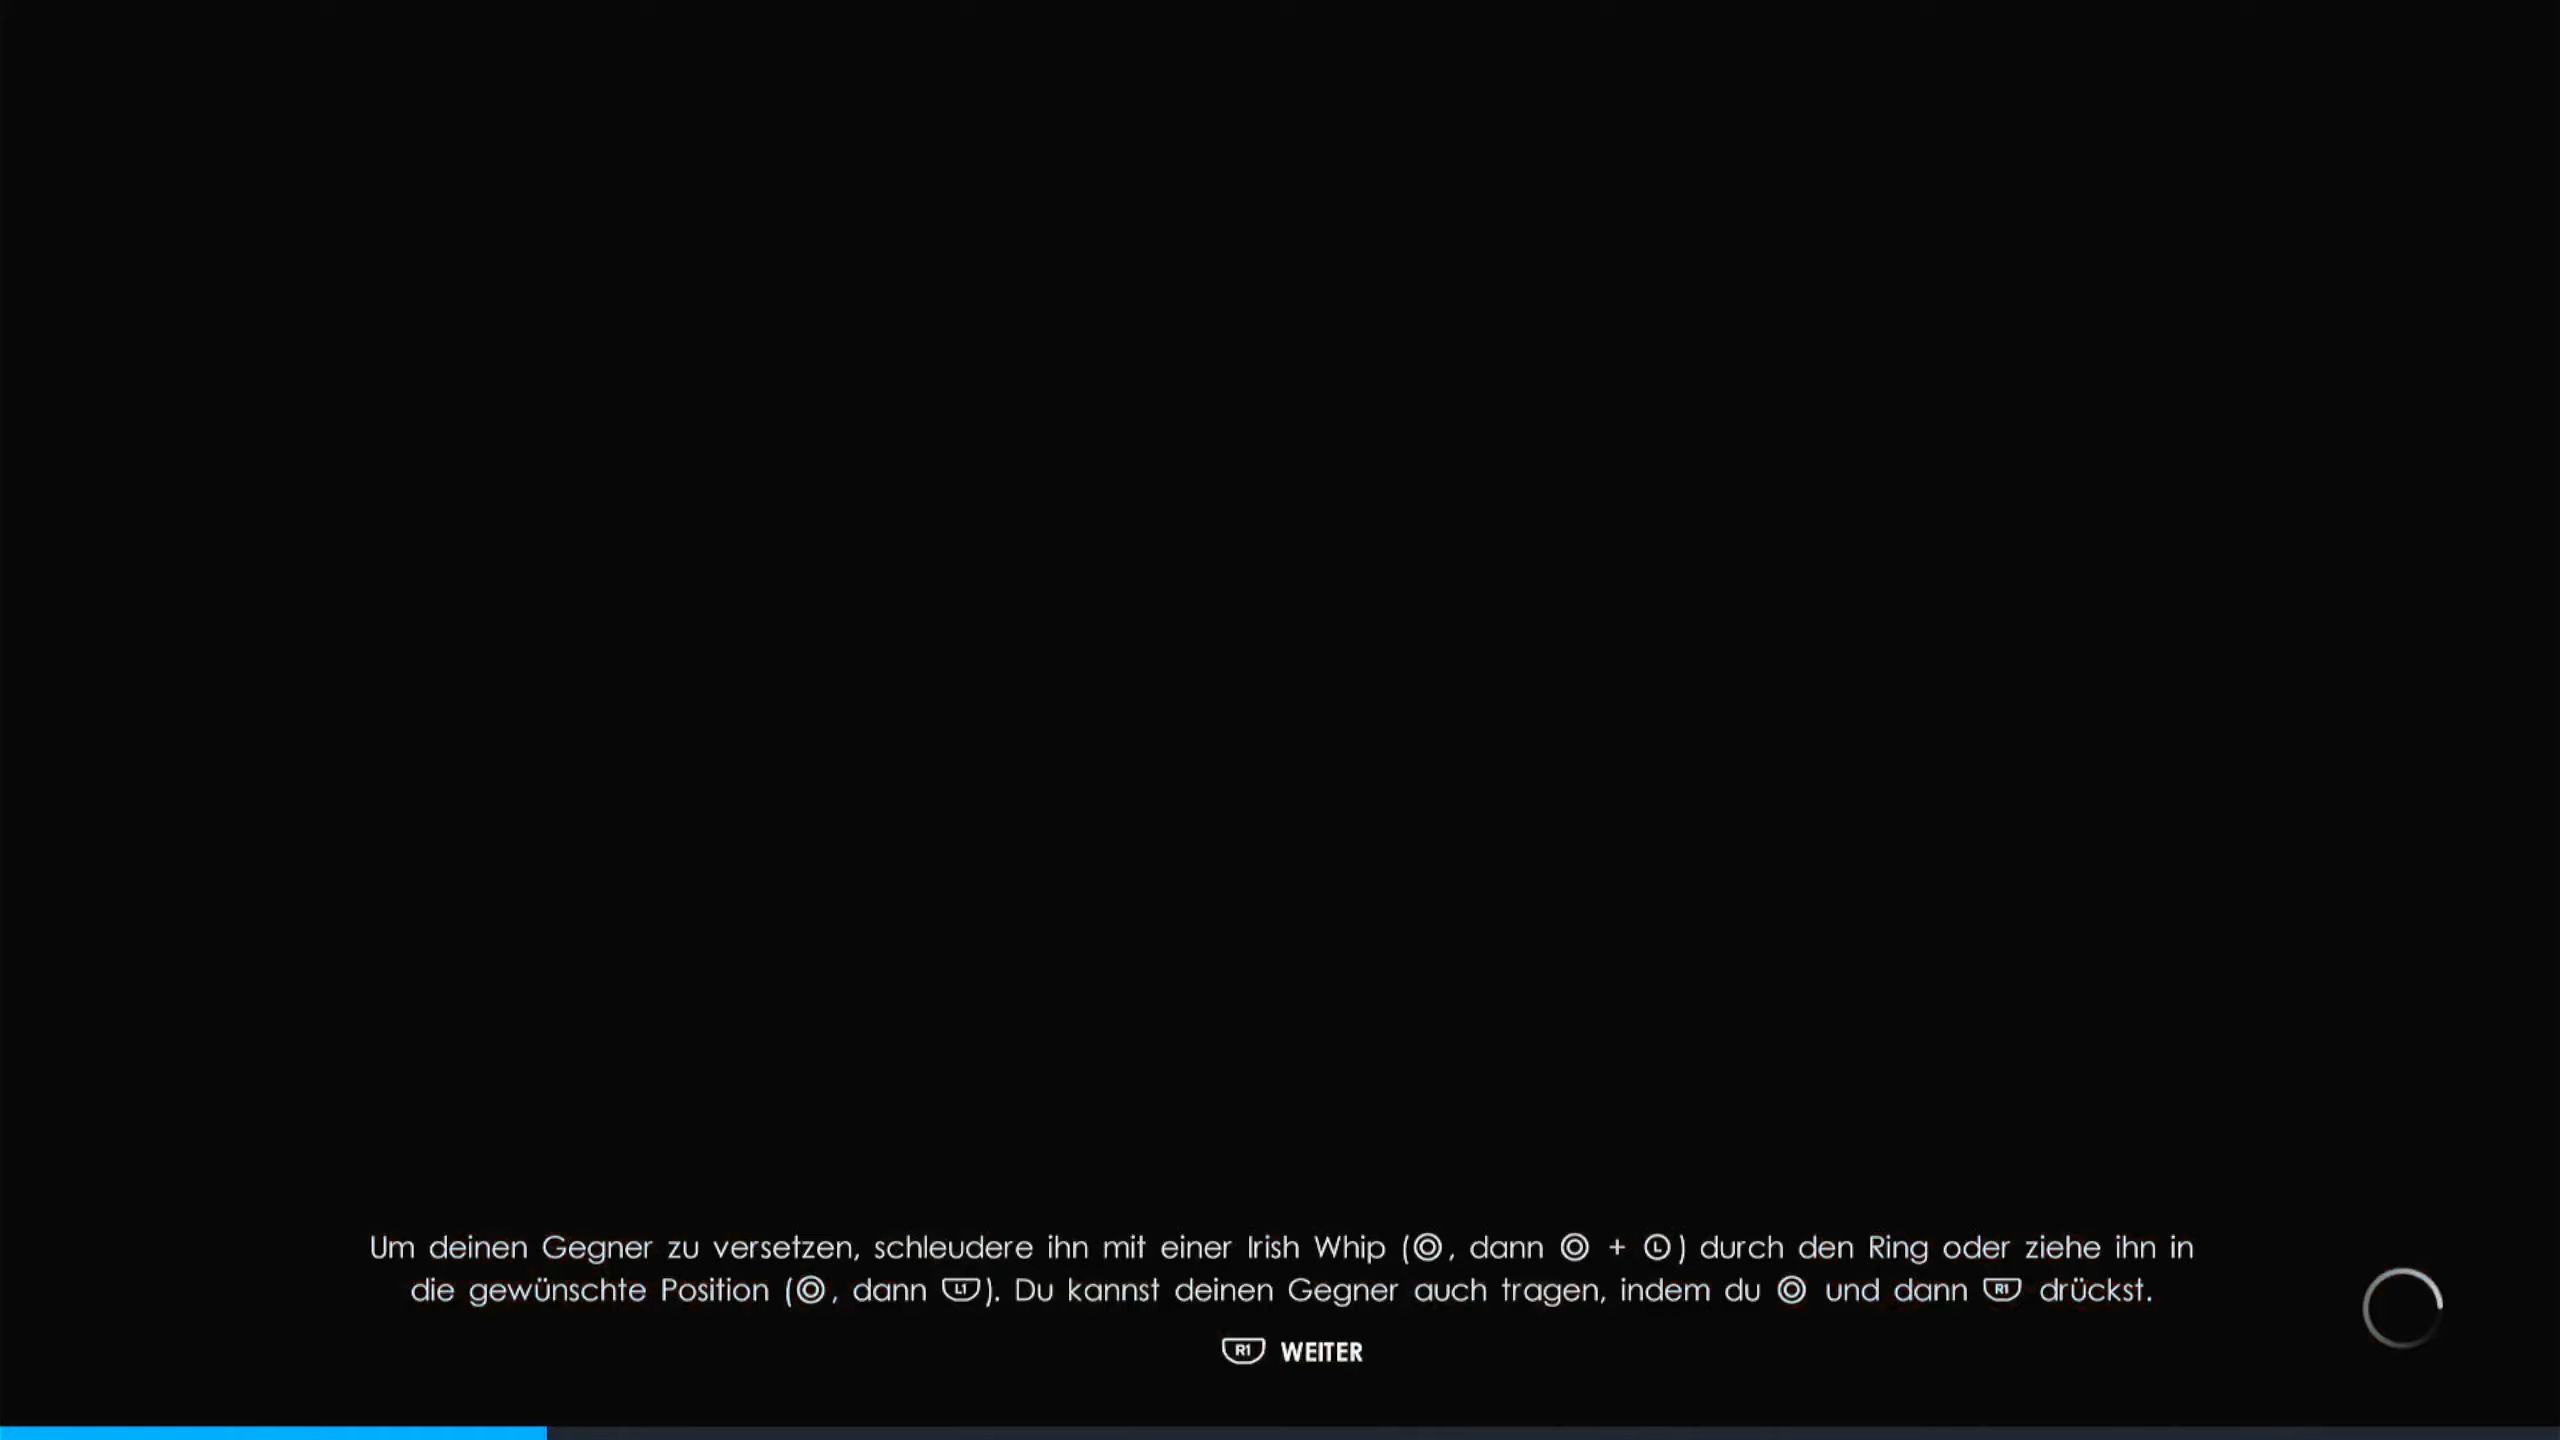 Um deinen Gegner zu versetzen, schleudere ihn mit einer Irish Whip (◎, dann ◎ + Ⓛ) durch den Ring oder ziehe ihn in
die gewünschte Position (◎, dann L1). Du kannst deinen Gegner auch tragen, indem du ◎ und dann R1 drückst.
R1 WEITER